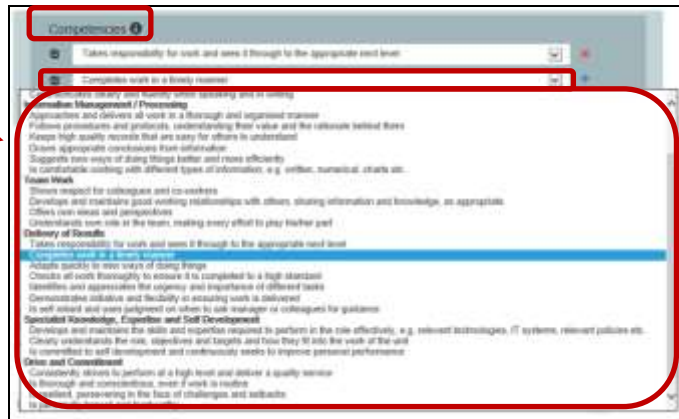 Competencies
Takes responsibility for work and sees it through to the appropriate next level
Completes work in a timely manner
Communicates clearly and fluently when speaking and in writing
Information Management / Processing
Approaches and delivers all work in a thorough and organised manner
Follows procedures and protocols, understanding their value and the rationale behind them
Keeps high quality records that are easy for others to understand
Draws appropriate conclusions from information
Suggests new ways of doing things better and more efficiently
Is comfortable working with different types of information, e.g. written, numerical, charts etc.
Team Work
Shows respect for colleagues and co-workers
Develops and maintains good working relationships with others, sharing information and knowledge, as appropriate
Offers own ideas and perspectives
Understands own role in the team, making every effort to play his/her part
Delivery of Results
Takes responsibility for work and sees it through to the appropriate next level
Completes work in a timely manner
Adapts quickly to new ways of doing things
Checks all work thoroughly to ensure it is completed to a high standard
Identifies and appreciates the urgency and importance of different tasks
Demonstrates initiative and flexibility in ensuring work is delivered
Is self reliant and uses judgment on when to ask manager or colleagues for guidance
Specialist Knowledge, Expertise and Self Development
Develops and maintains the skills and expertise required to perform in the role effectively, e.g. relevant technologies, IT systems, relevant policies etc.
Clearly understands the role, objectives and targets and how they fit into the work of the unit
Is committed to self development and continuously seeks to improve personal performance
Drive and Commitment
Consistently strives to perform at a high level and deliver a quality service
Is thorough and conscientious, even if work is routine
resilient, persevering in the face of challenges and setbacks